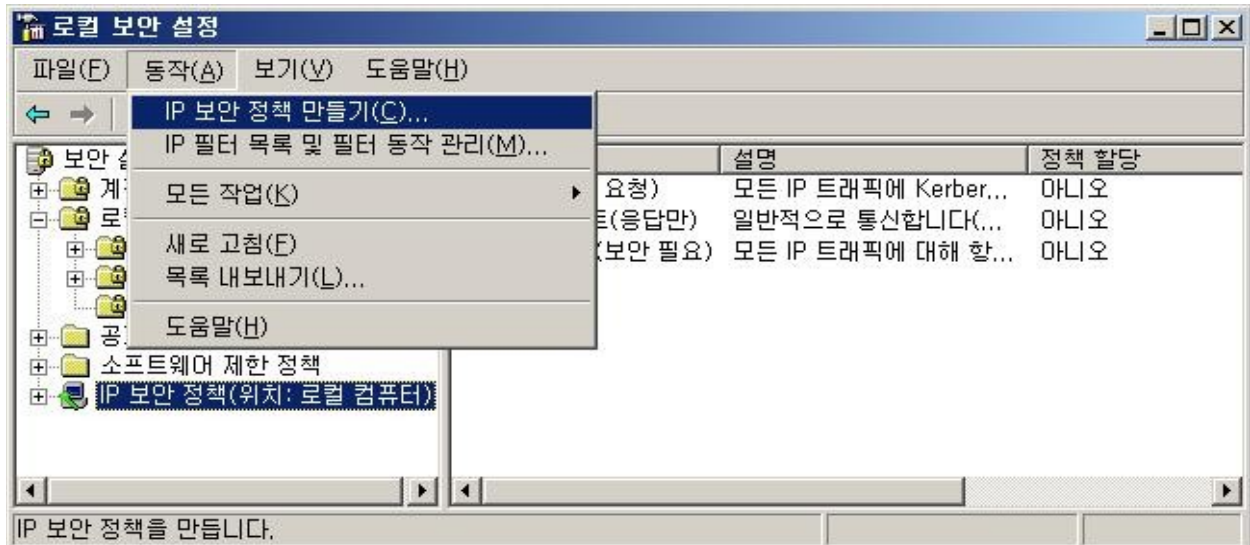 로컬 보안 설정
파일(F) 동작(A) 보기(V) 도움말(H)
IP 보안 정책 만들기(C)...
IP 필터 목록 및 필터 동작 관리(M)...
모든 작업(K)
새로 고침(F)
목록 내보내기(L)...
도움말(H)
보안
소프트웨어 제한 정책
IP 보안 정책(위치: 로컬 컴퓨터)
설명 정책 할당
요청) 모든 IP 트래픽에 Kerber... 아니오
(응답만) 일반적으로 통신합니다(... 아니오
(보안 필요) 모든 IP 트래픽에 대해 항... 아니오
IP 보안 정책을 만듭니다.